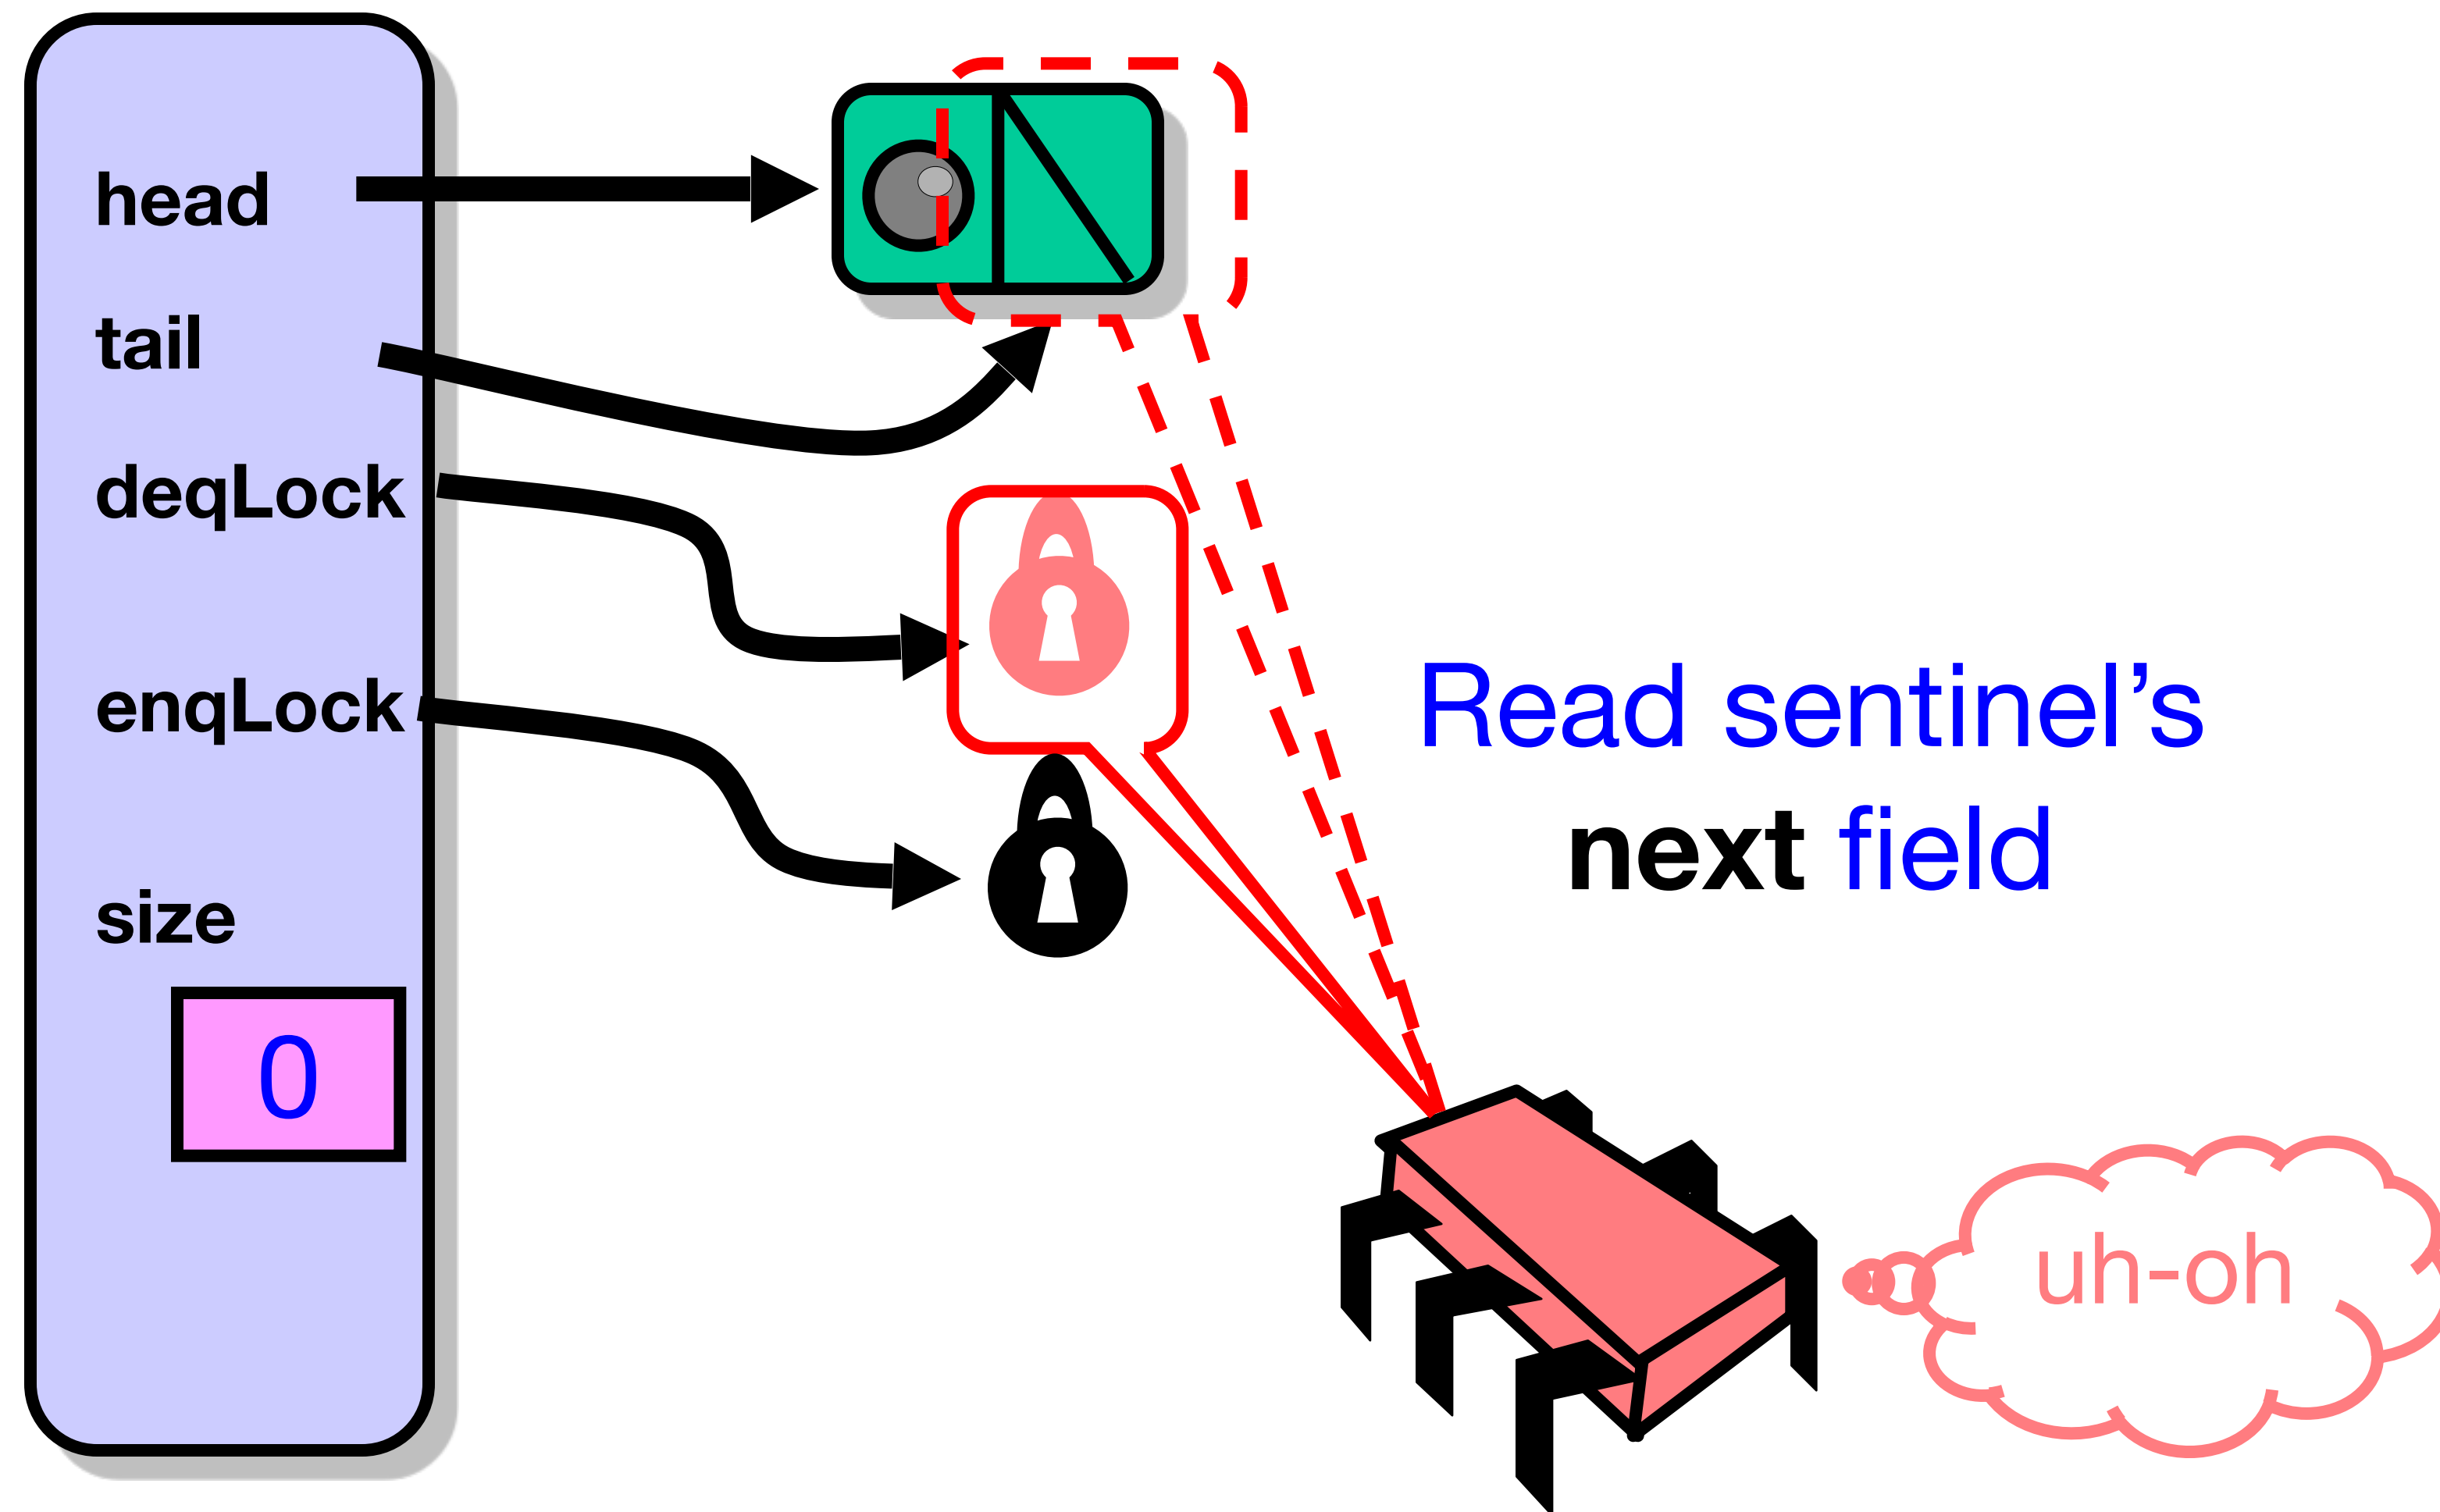 head
tail
deqLock
enqLock
size
0
Read sentinel’s
next field
uh-oh